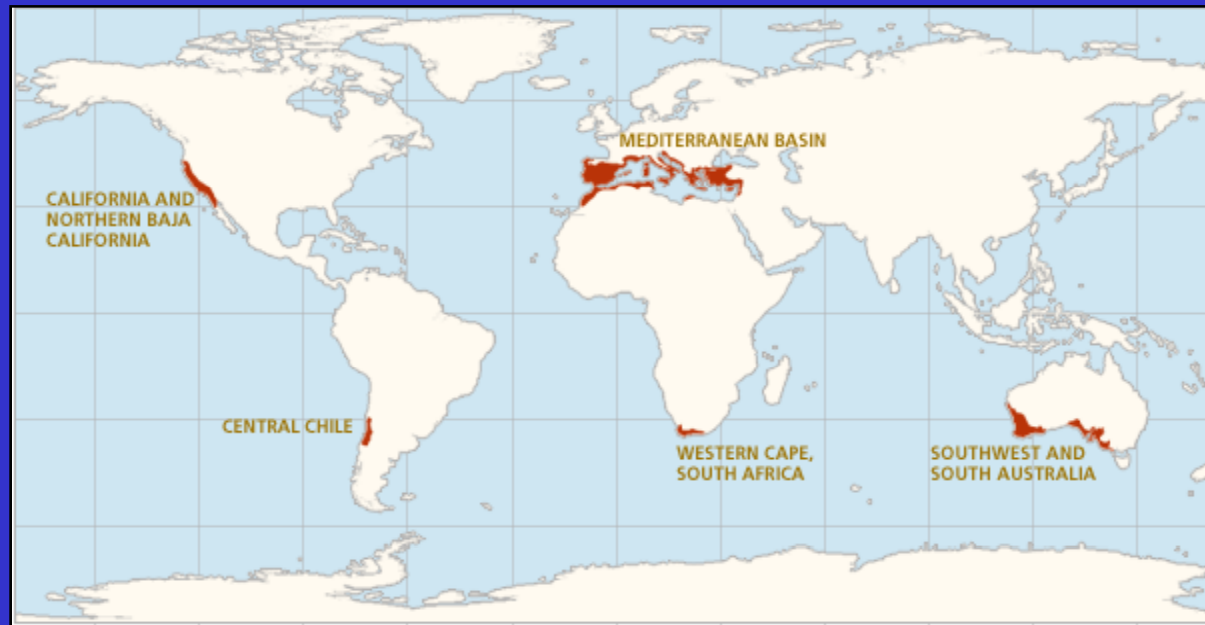 MEDITERRANEAN BASIN
CALIFORNIA AND
NORTHERN BAJA
CALIFORNIA
CENTRAL CHILE
WESTERN CAPE,
SOUTH AFRICA
SOUTHWEST AND
SOUTH AUSTRALIA